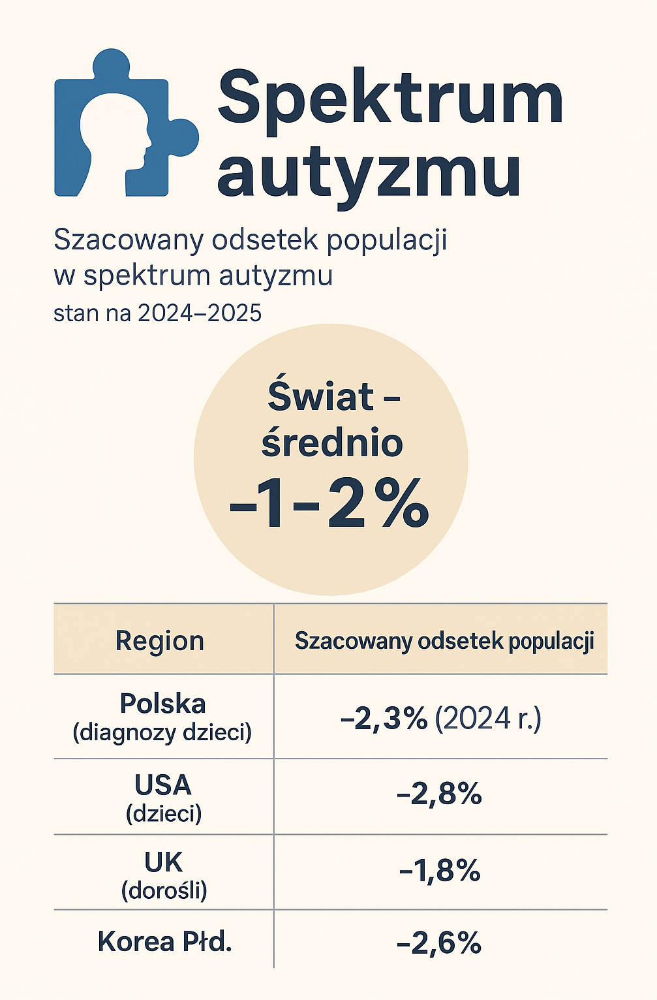 Spektrum
autyzmu
Szacowany odsetek populacji
w spektrum autyzmu
stan na 2024–2025
Świat –
średnio
–1–2%
Region
Szacowany odsetek populacji
Polska
(diagnozy dzieci)
–2,3% (2024 r.)
USA
(dzieci)
–2,8%
UK
(dorośli)
–1,8%
Korea Płd.
–2,6%